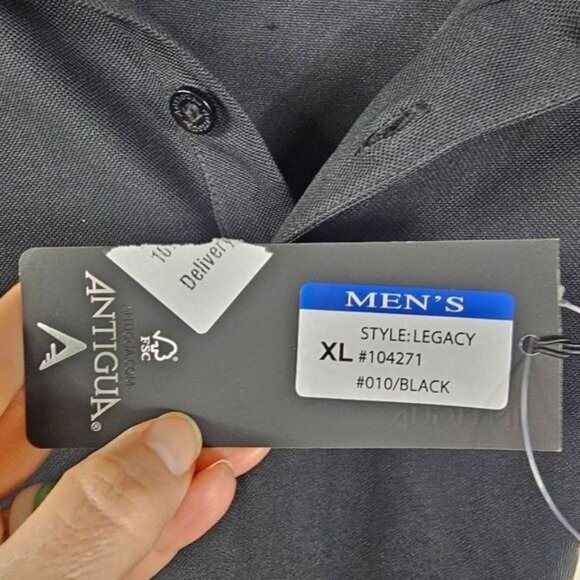 MEN'S
STYLE: LEGACY
XL #104271
#010/BLACK
ANTIGUA®
ANTIGUA.COM
FSC
Delivery